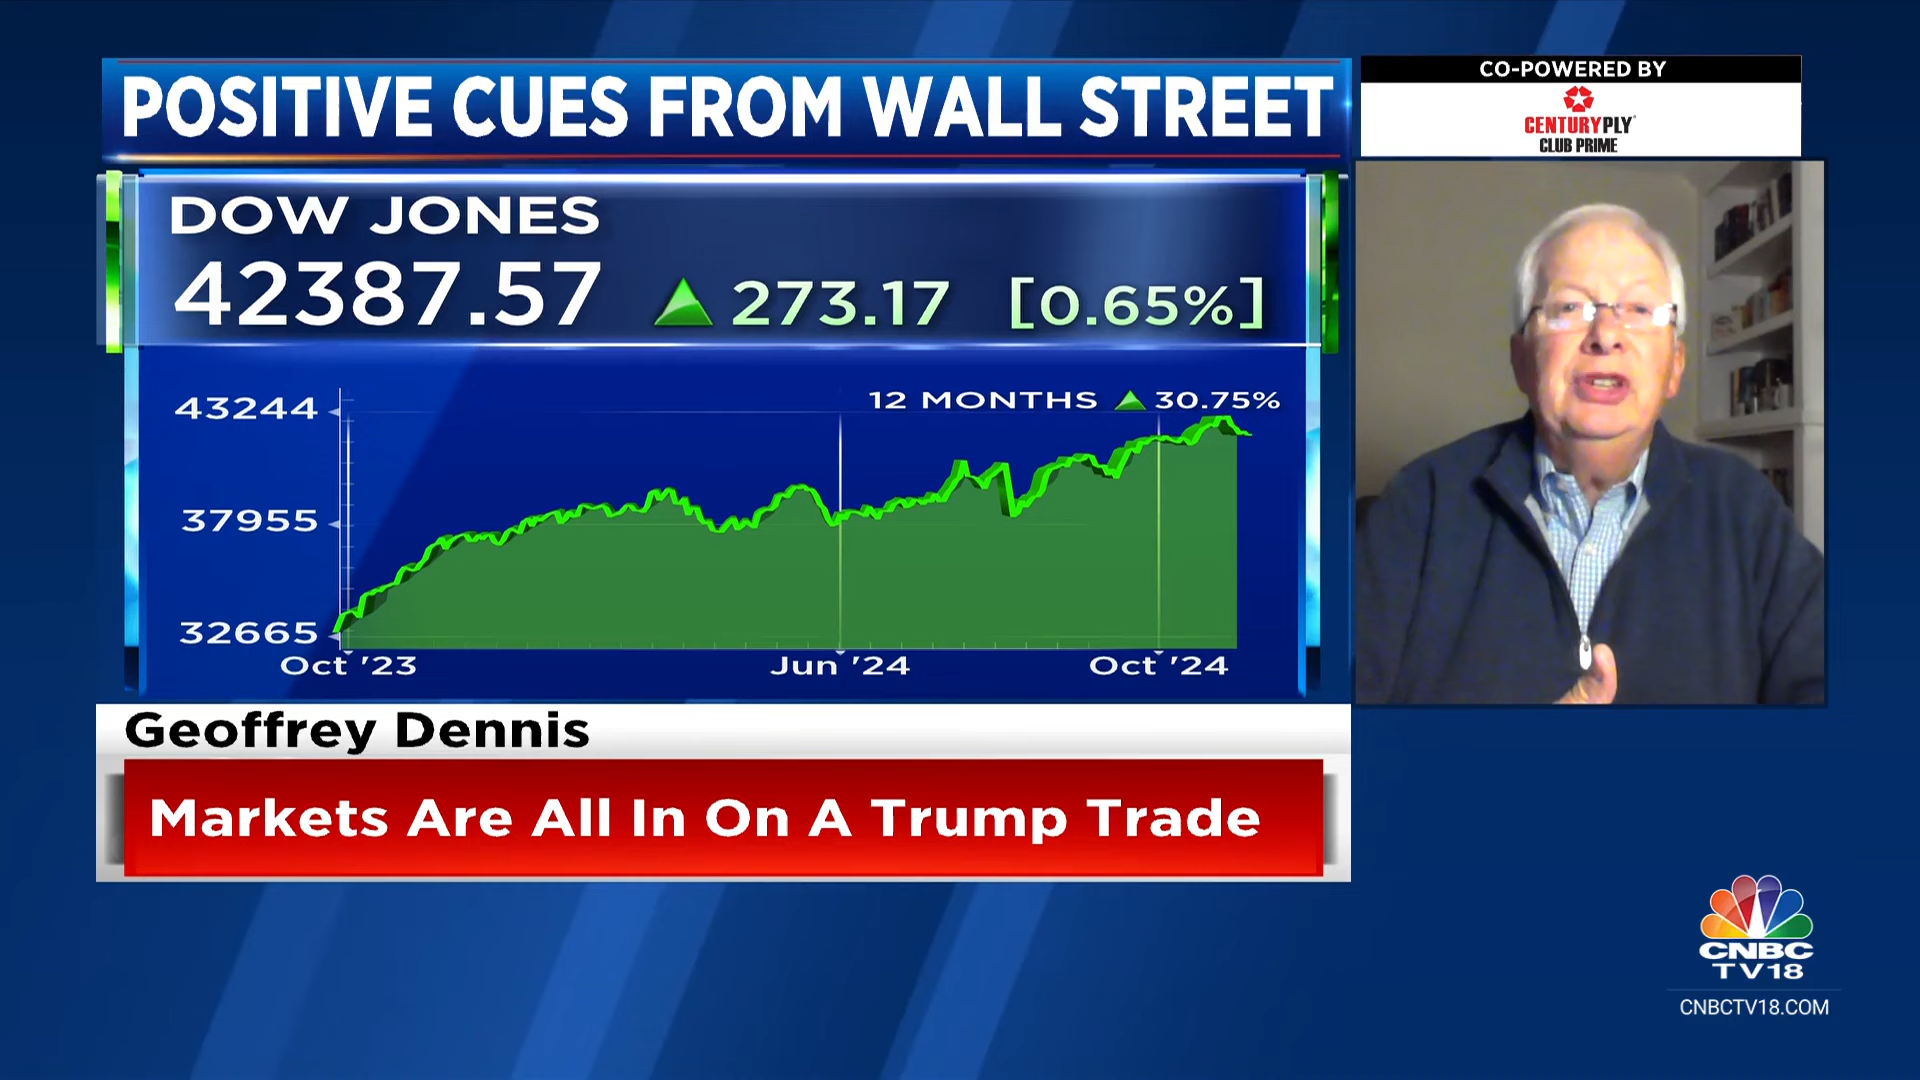 POSITIVE CUES FROM WALL STREET
CO-POWERED BY
CENTURYPLY
CLUB PRIME
DOW JONES
42387.57 ▲ 273.17 [0.65%]
12 MONTHS ▲ 30.75%
43244
37955
32665
Oct '23 Jun '24 Oct '24
Geoffrey Dennis
Markets Are All In On A Trump Trade
CNBC
TV18
CNBCTV18.COM